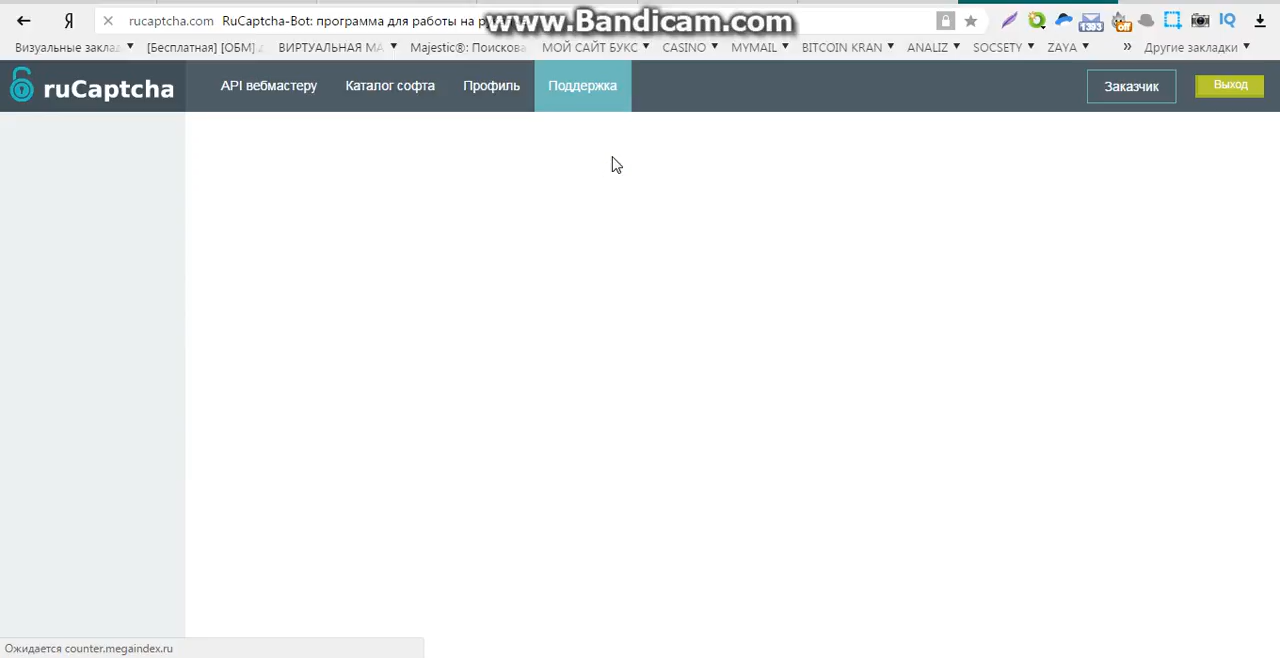 rucaptcha.com RuCaptcha-Bot: программа для работы на р
www.Bandicam.com
Визуальные заклад [Бесплатная] [ОБМ] ВИРТУАЛЬНАЯ МА Majestic®: Поискова МОЙ САЙТ БУКС CASINO MYMAIL BITCOIN KRAN ANALIZ SOCSETY ZAYA » Другие закладки
ruCaptcha API вебмастеру Каталог софта Профиль Поддержка Заказчик Выход
Ожидается counter.megaindex.ru